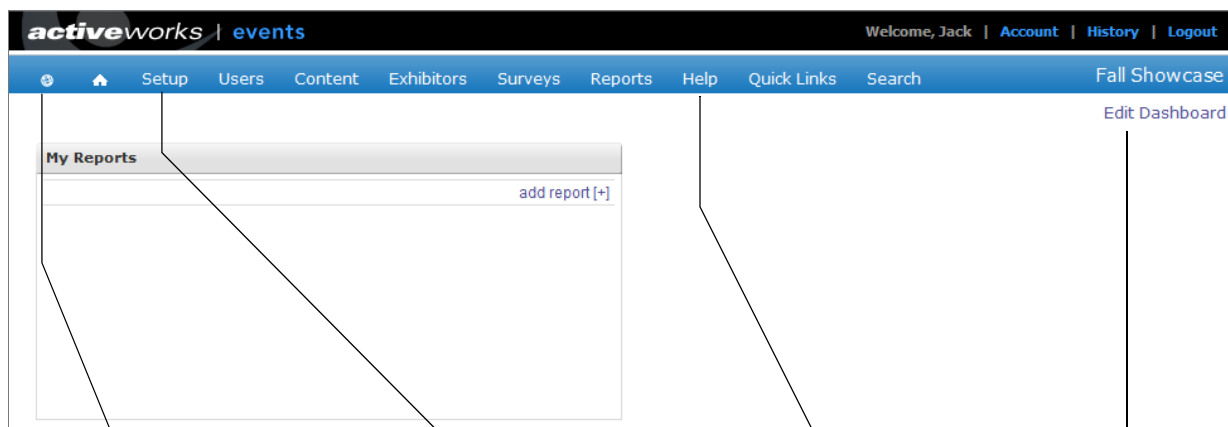 activeworks | events
Welcome, Jack | Account | History | Logout
Setup Users Content Exhibitors Surveys Reports Help Quick Links Search Fall Showcase
Edit Dashboard
My Reports
add report [+]